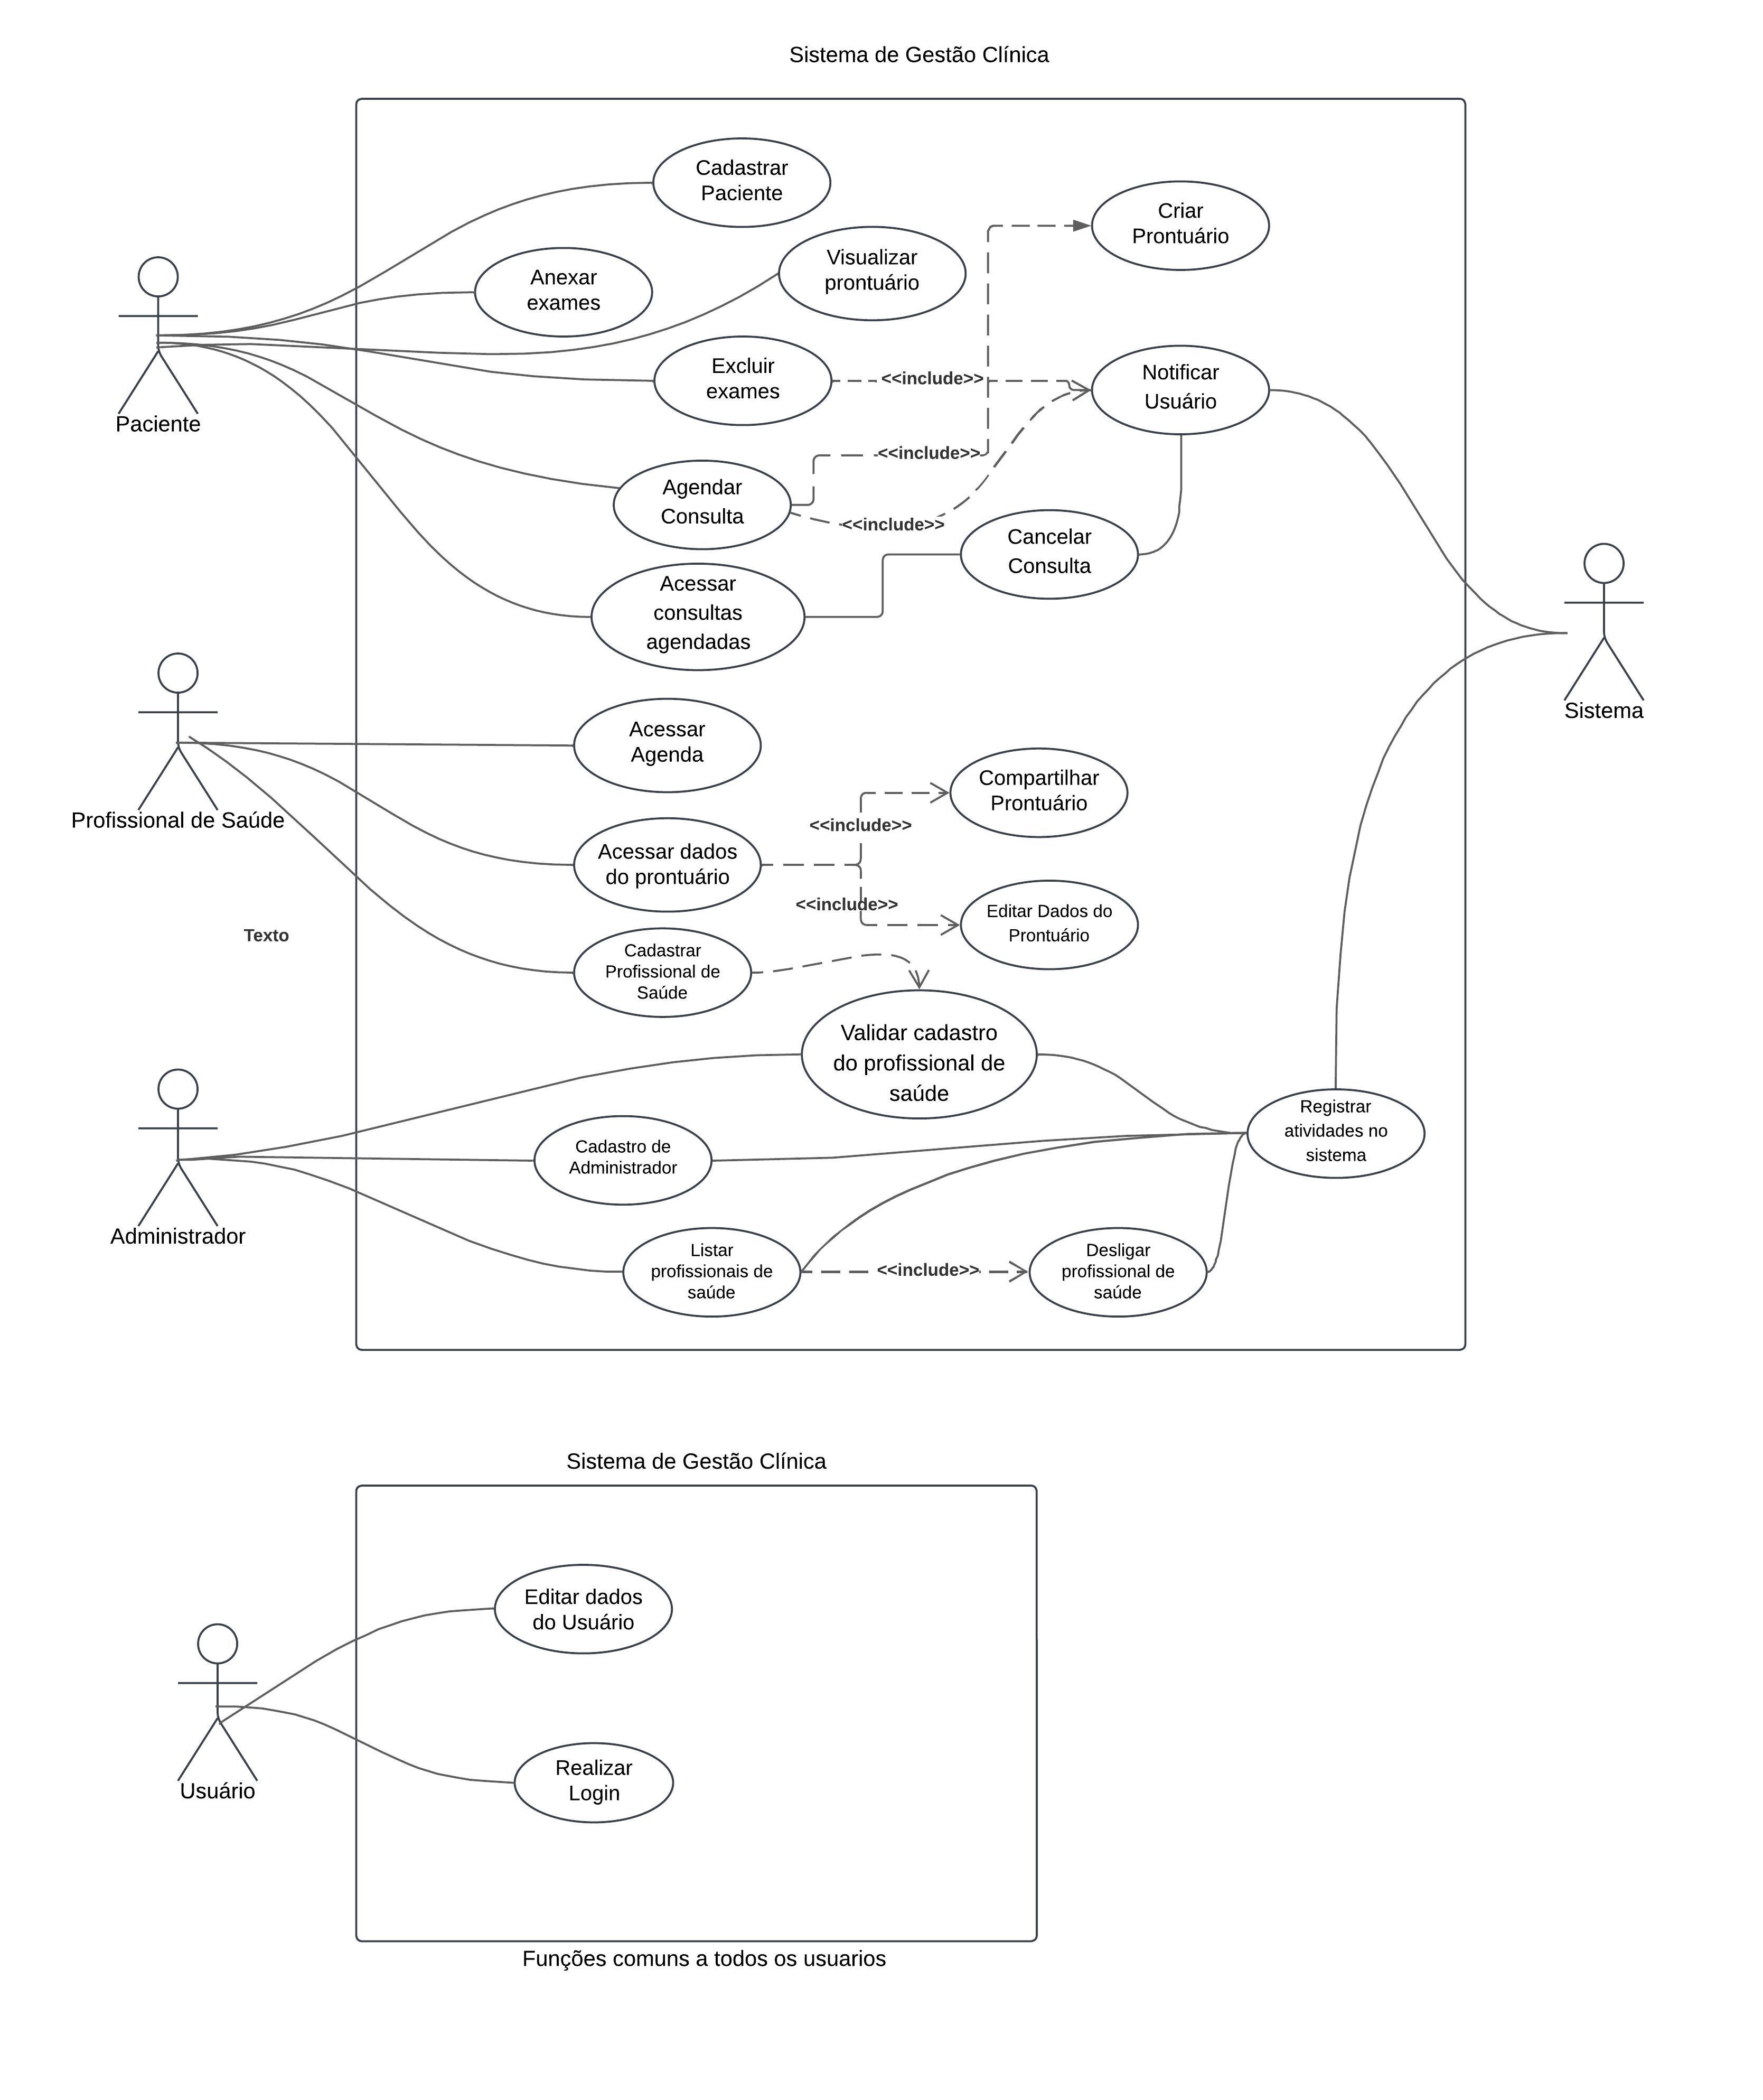 Sistema de Gestão Clínica
Cadastrar
Paciente
Criar
Prontuário
Visualizar
prontuário
Anexar
exames
Excluir
exames
<<include>>
Notificar
Usuário
Paciente
<<include>>
Agendar
Consulta
<<include>>
Cancelar
Consulta
Acessar
consultas
agendadas
Sistema
Acessar
Agenda
Profissional de Saúde
Compartilhar
Prontuário
<<include>>
Acessar dados
do prontuário
<<include>>
Editar Dados do
Prontuário
Texto
Cadastrar
Profissional de
Saúde
Validar cadastro
do profissional de
saúde
Registrar
atividades no
sistema
Cadastro de
Administrador
Administrador
Listar
profissionais de
saúde
<<include>>
Desligar
profissional de
saúde
Sistema de Gestão Clínica
Editar dados
do Usuário
Realizar
Login
Usuário
Funções comuns a todos os usuarios